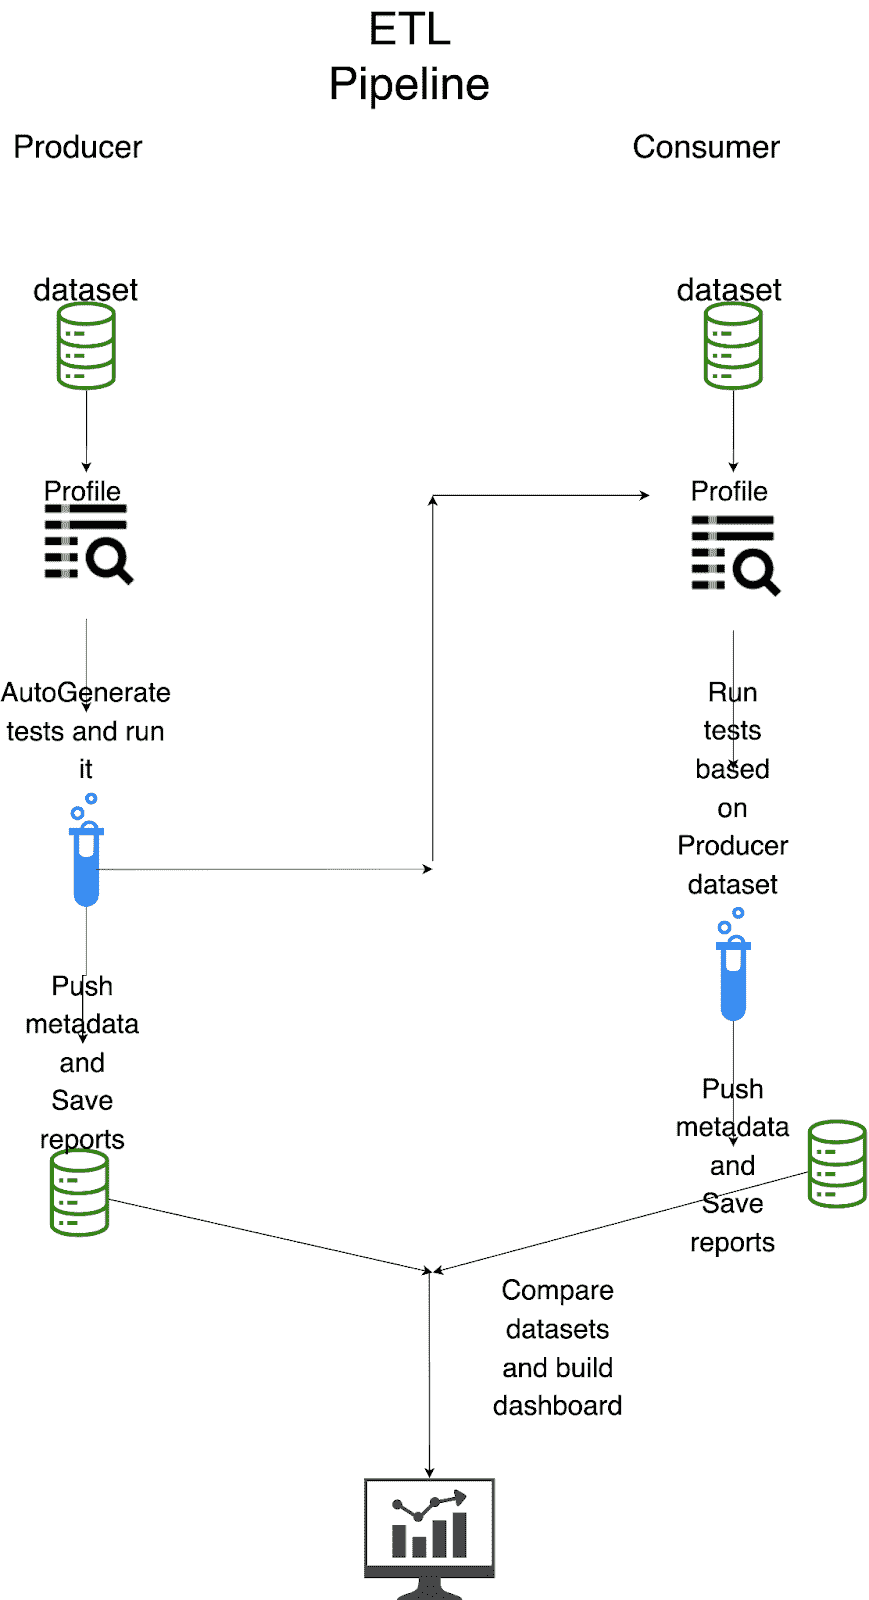 ETL
Pipeline
Producer
Consumer
dataset
dataset
Profile
Profile
AutoGenerate
tests and run
it
Run
tests
based
on
Producer
dataset
Push
metadata
and
Save
reports
Push
metadata
and
Save
reports
Compare
datasets
and build
dashboard